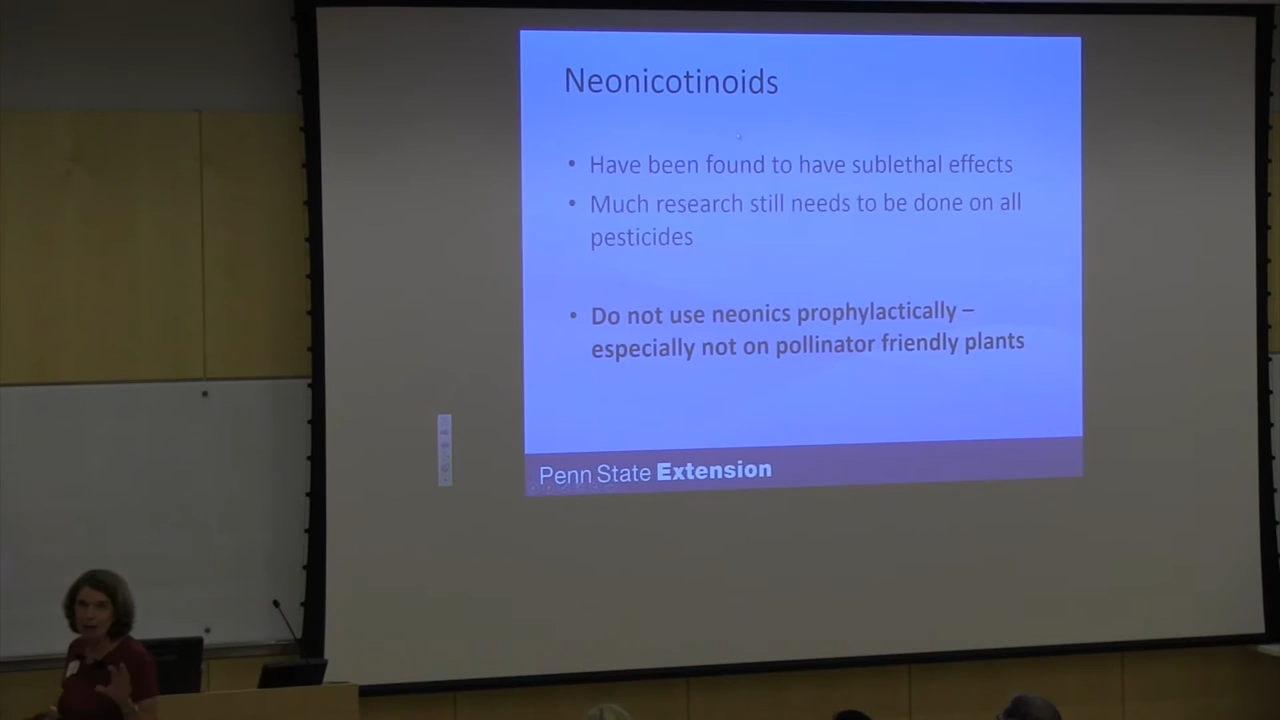 Neonicotinoids
• Have been found to have sublethal effects
• Much research still needs to be done on all
pesticides
• Do not use neonics prophylactically –
especially not on pollinator friendly plants
Penn State Extension